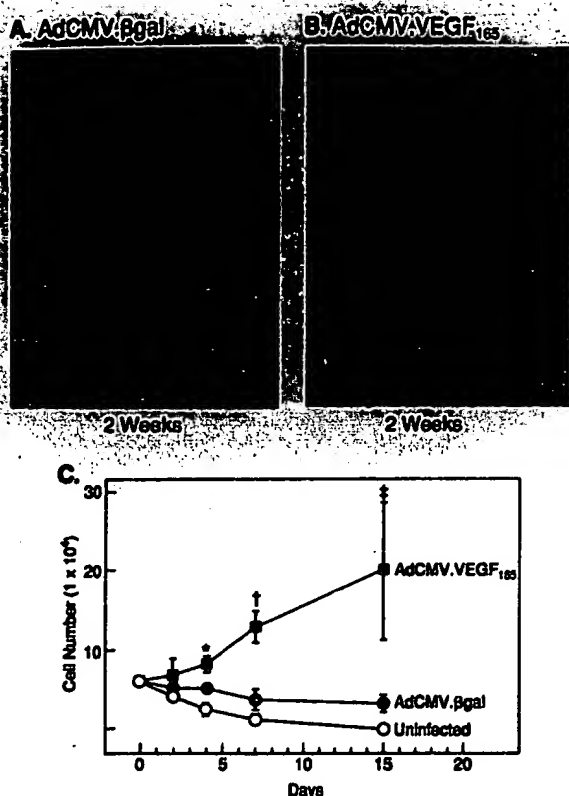 A. AdCMV.βgal
B. AdCMV.VEGF₁₆₅
2 Weeks
2 Weeks
C.
30
20
10
Cell Number (1 x 10⁴)
‡
†
*
AdCMV.VEGF₁₆₅
AdCMV.βgal
Uninfected
0 5 10 15 20
Days